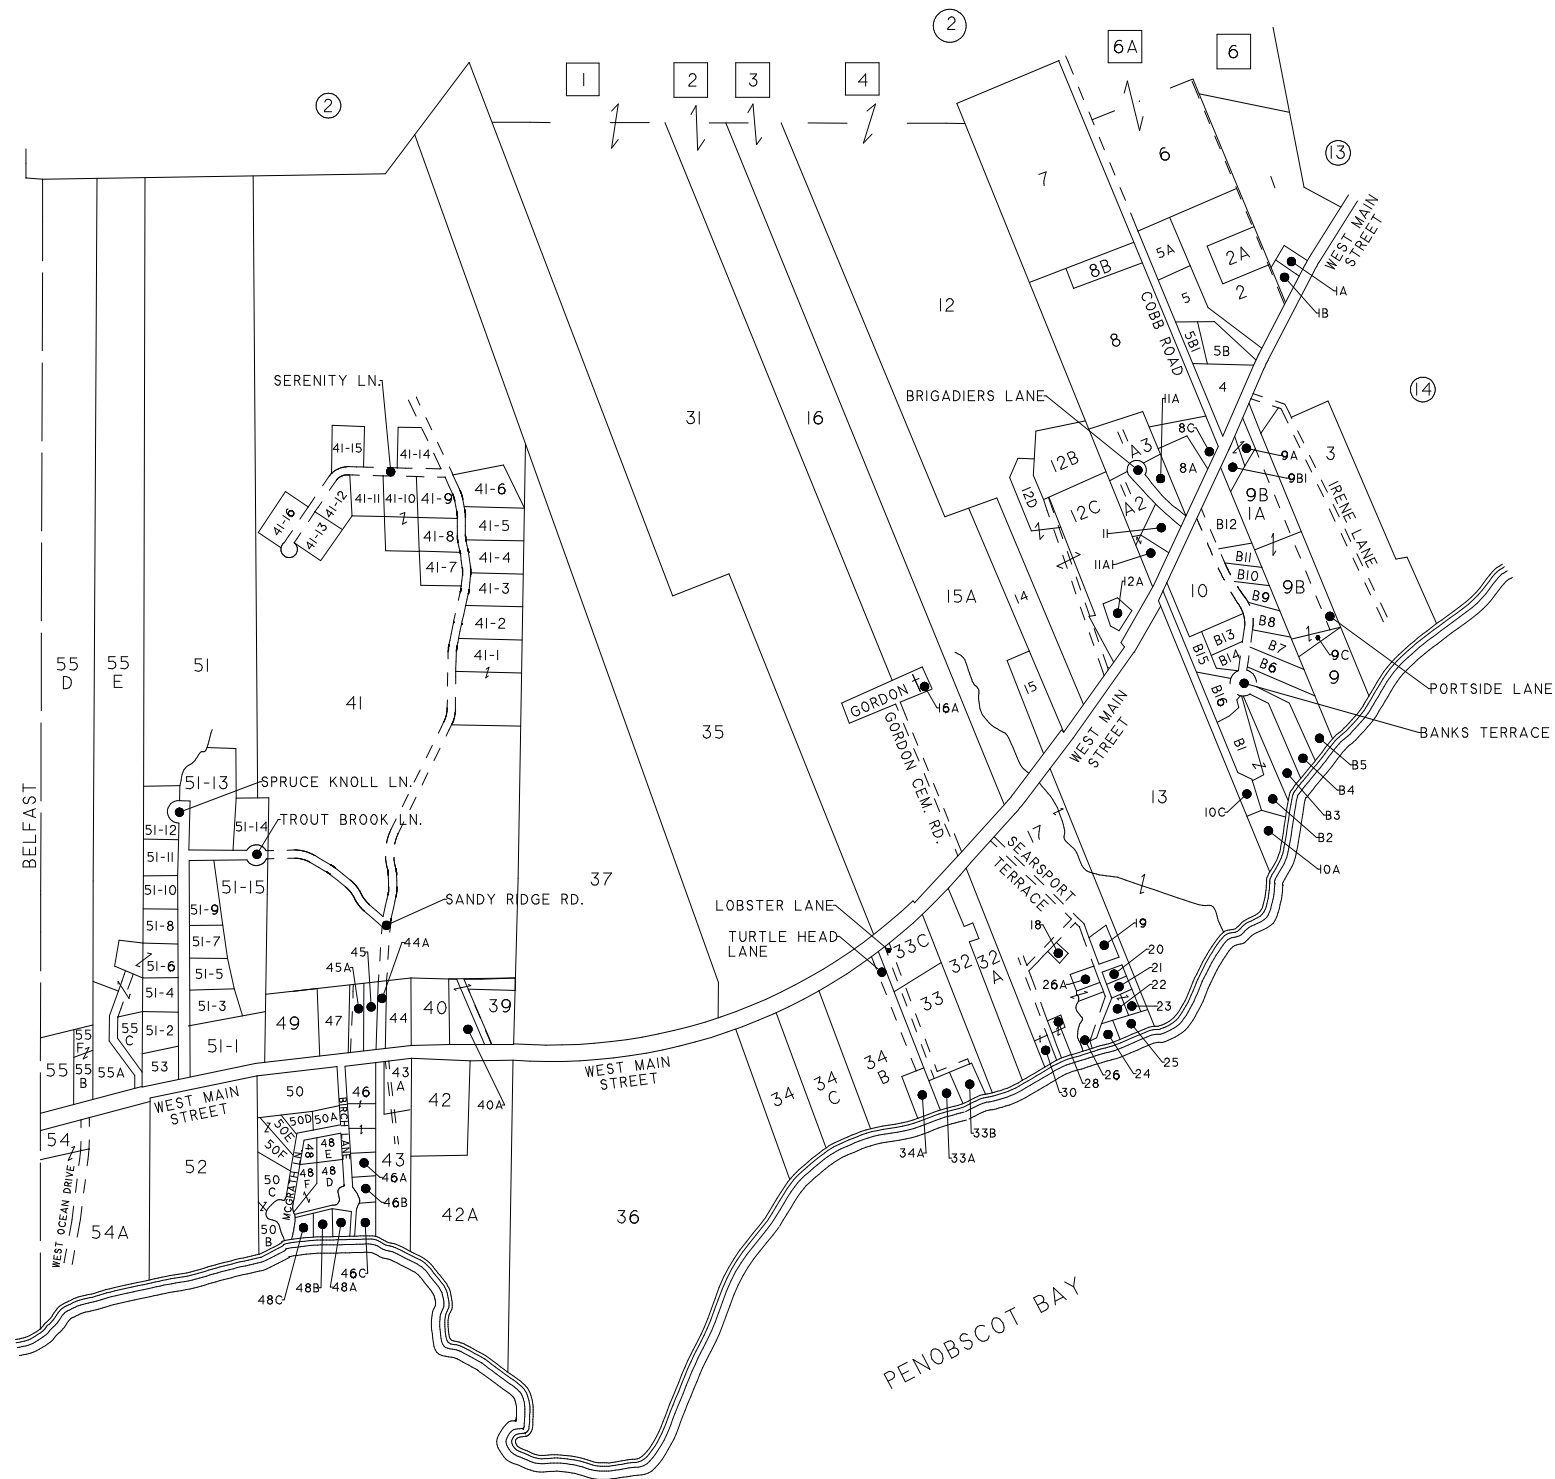 2
6A
6
1
2
3
4
2
13
6
7
1
WEST MAIN
STREET
2A
5A
8B
1A
2
5
1B
12
COBB ROAD
8
5B1
5B
SERENITY LN.
4
14
BRIGADIERS LANE
11A
31
16
8C
41-15
41-14
A3
9A
3
12B
8A
9B1
41-6
41-11
41-10
41-9
41-12
12D
9B
IRENE LANE
12C
A2
1A
41-16
41-13
41-5
B12
11
41-8
41-4
B11
11A1
41-7
B10
41-3
12A
10
9B
15A
14
B9
41-2
B8
B13
B7
9C
41-1
B15
B14
B6
55
D
55
E
51
9
15
PORTSIDE LANE
41
GORDON
16A
B16
35
GORDON CEM. RD.
WEST MAIN
STREET
BANKS TERRACE
B1
B5
51-13
SPRUCE KNOLL LN.
B4
BELFAST
13
10C
B3
51-12
51-14
TROUT BROOK LN.
17
B2
51-11
SEARSPORT
TERRACE
10A
37
51-10
51-15
SANDY RIDGE RD.
LOBSTER LANE
51-9
51-8
18
19
TURTLE HEAD
LANE
33C
51-7
45
44A
32
32
A
20
51-6
45A
21
51-5
26A
22
51-4
33
23
51-3
40
39
51-2
49
47
44
55
C
55
F
51-1
25
24
26
28
30
WEST MAIN
STREET
34
B
55
55
B
55A
53
43
A
34
C
34
50
46
42
40A
WEST MAIN
STREET
BIRCH LANE
33B
50D
50A
50E
33A
34A
54
50F
48
48
E
43
52
46A
48
F
48
D
50
C
MCGRATH LN
46B
WEST OCEAN DRIVE
54A
42A
36
50
B
46C
48C
48B
48A
PENOBSCOT BAY